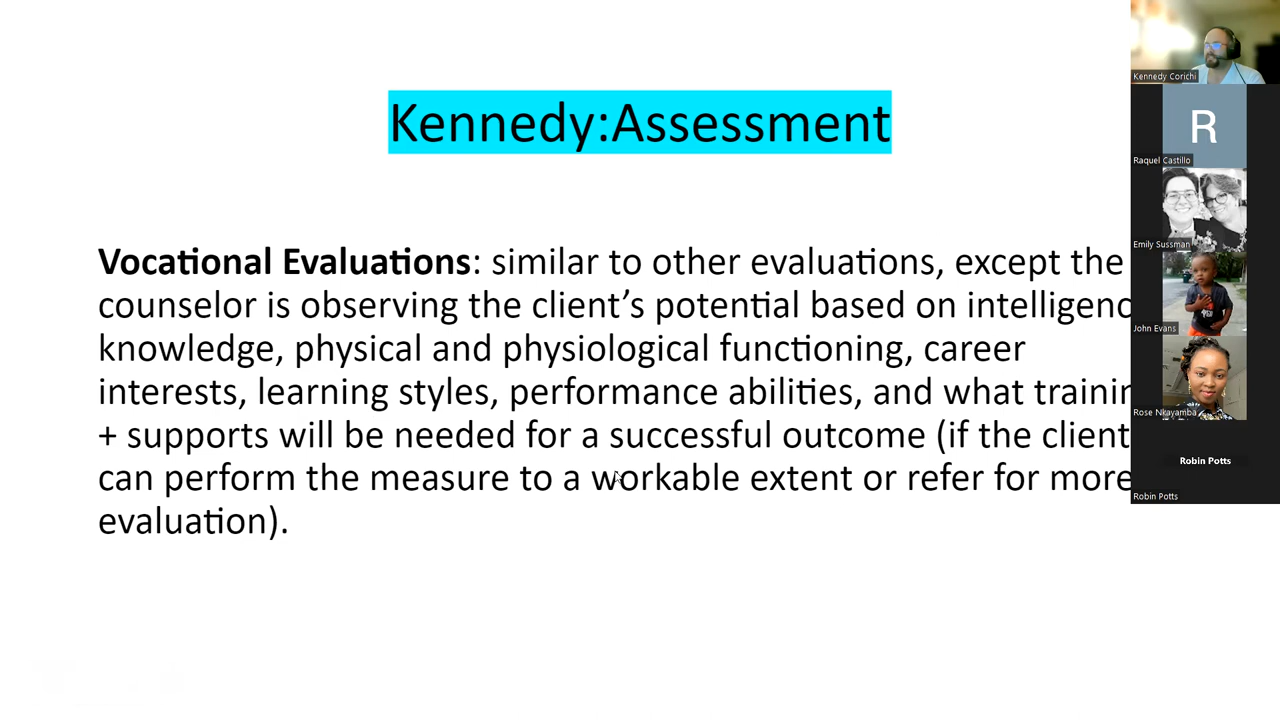 Kennedy:Assessment
Vocational Evaluations: similar to other evaluations, except the
counselor is observing the client's potential based on intelligenc
knowledge, physical and physiological functioning, career
interests, learning styles, performance abilities, and what trainin
+ supports will be needed for a successful outcome (if the client
can perform the measure to a workable extent or refer for more
evaluation).
Kennedy Corichi
R
Raquel Castillo
Emily Sussman
John Evans
Rose Nkayamba
Robin Potts
Robin Potts